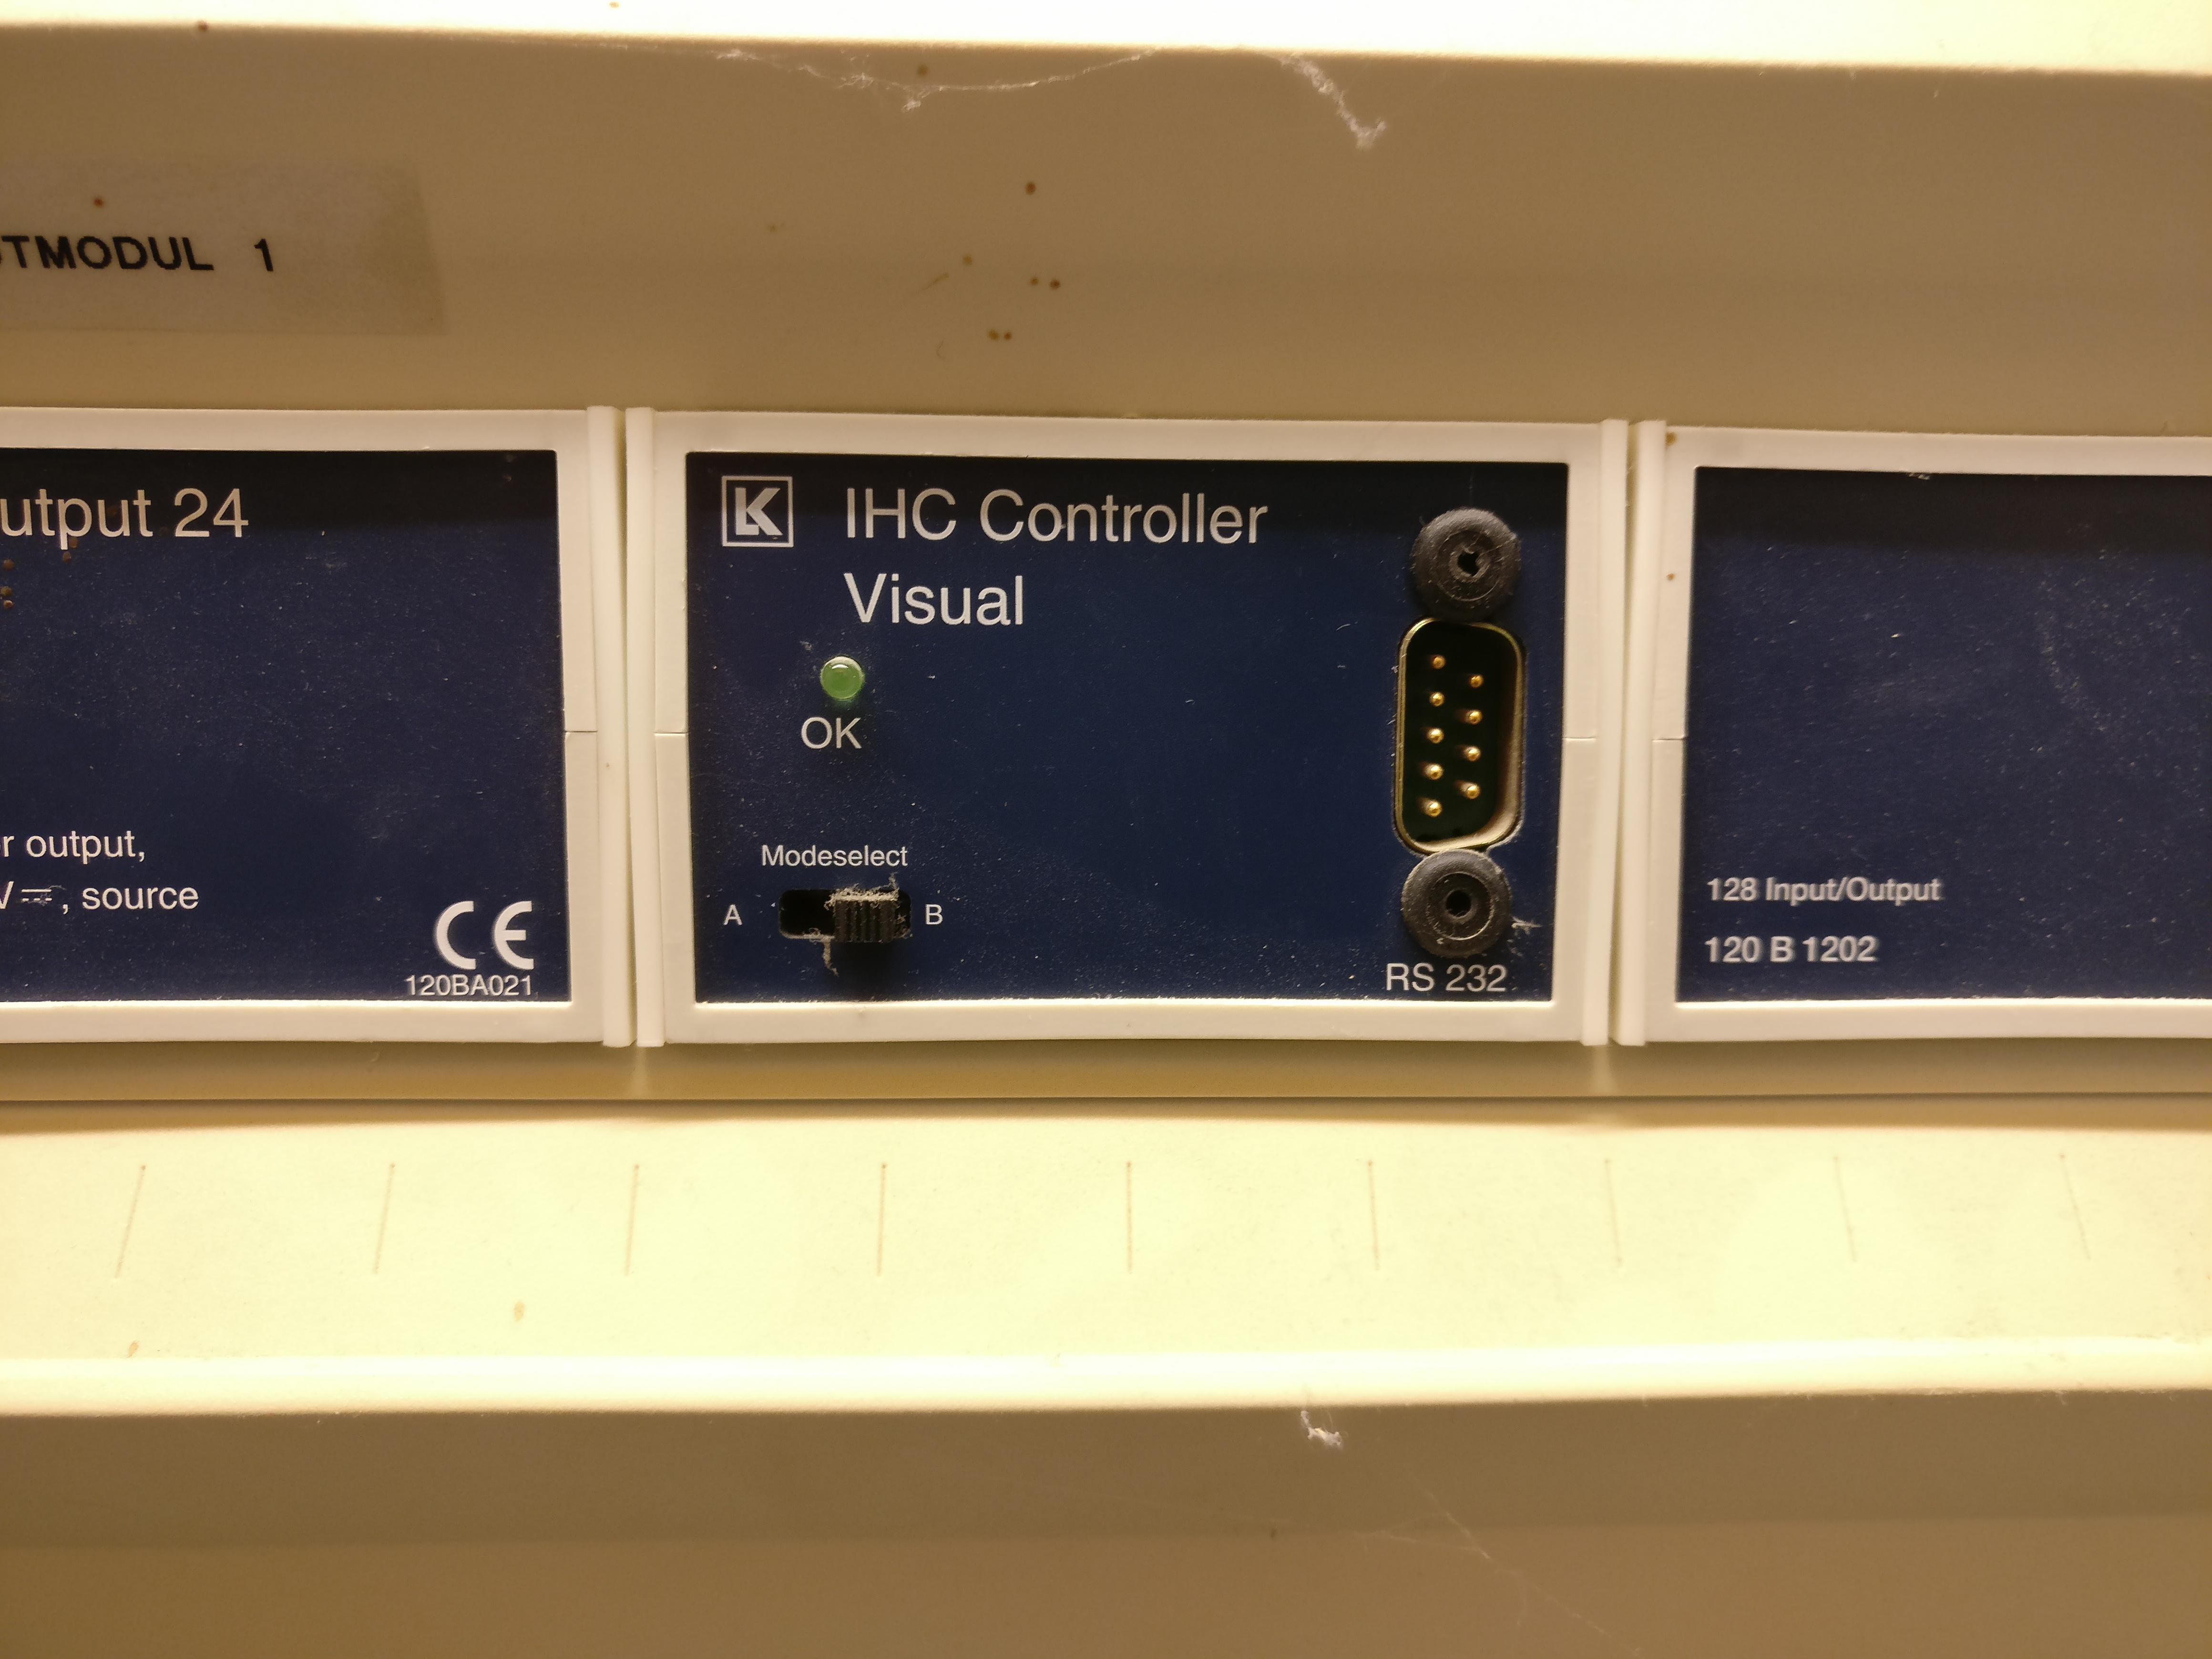 TMODUL 1
utput 24
r output,
V ⎓, source
CE
120BA021
LK
IHC Controller
Visual
OK
Modeselect
A B
RS 232
128 Input/Output
120 B 1202